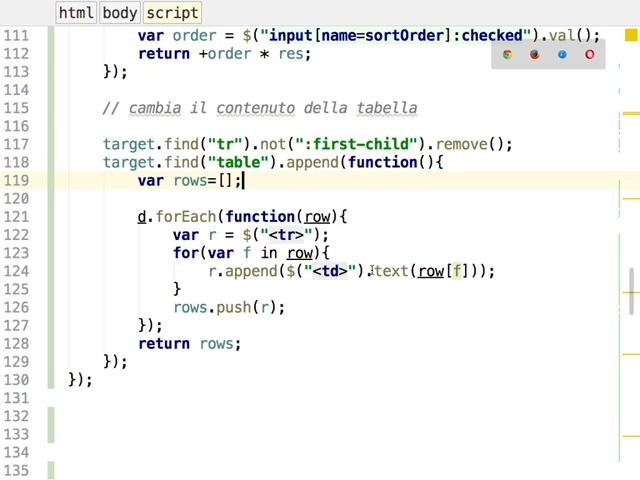 html body script
111 var order = $("input[name=sortOrder]:checked").val();
112 return +order * res;
113 });
114
115 // cambia il contenuto della tabella
116
117 target.find("tr").not(":first-child").remove();
118 target.find("table").append(function(){
119 var rows=[];
120
121 d.forEach(function(row){
122 var r = $("<tr>");
123 for(var f in row){
124 r.append($("<td>").text(row[f]));
125 }
126 rows.push(r);
127 });
128 return rows;
129 });
130 });
131
132
133
134
135